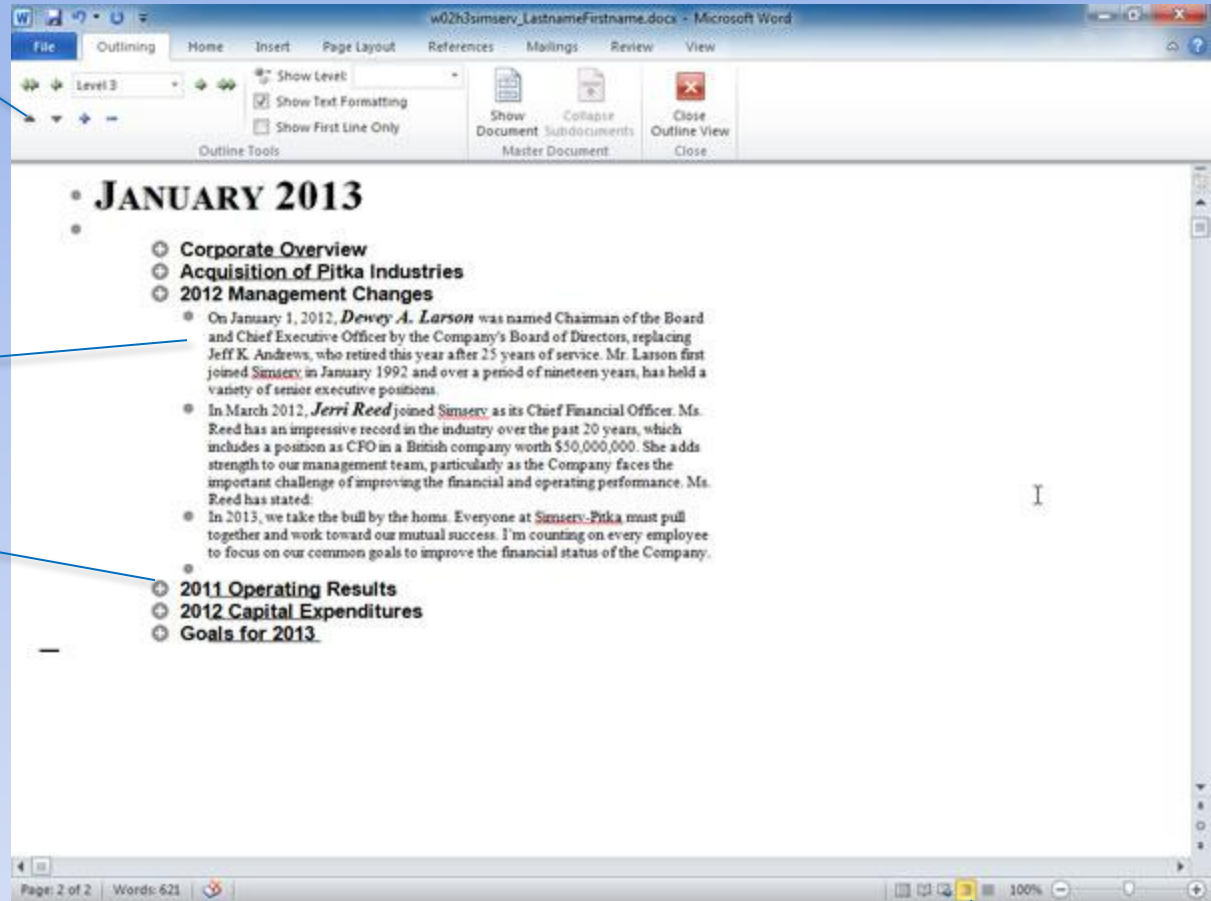 w02h3simserv_LastnameFirstname.docx - Microsoft Word
File Outlining Home Insert Page Layout References Mailings Review View
Level 3
Show Level:
Show Text Formatting
Show First Line Only
Show Document
Collapse Subdocuments
Close Outline View
Outline Tools Master Document Close
JANUARY 2013
Corporate Overview
Acquisition of Pitka Industries
2012 Management Changes
On January 1, 2012, Dewey A. Larson was named Chairman of the Board
and Chief Executive Officer by the Company's Board of Directors, replacing
Jeff K. Andrews, who retired this year after 25 years of service. Mr. Larson first
joined Simserv in January 1992 and over a period of nineteen years, has held a
variety of senior executive positions.
In March 2012, Jerri Reed joined Simserv as its Chief Financial Officer. Ms.
Reed has an impressive record in the industry over the past 20 years, which
includes a position as CFO in a British company worth $50,000,000. She adds
strength to our management team, particularly as the Company faces the
important challenge of improving the financial and operating performance. Ms.
Reed has stated:
In 2013, we take the bull by the horns. Everyone at Simserv-Pitka must pull
together and work toward our mutual success. I'm counting on every employee
to focus on our common goals to improve the financial status of the Company.
2011 Operating Results
2012 Capital Expenditures
Goals for 2013
Page: 2 of 2 Words: 621 100%